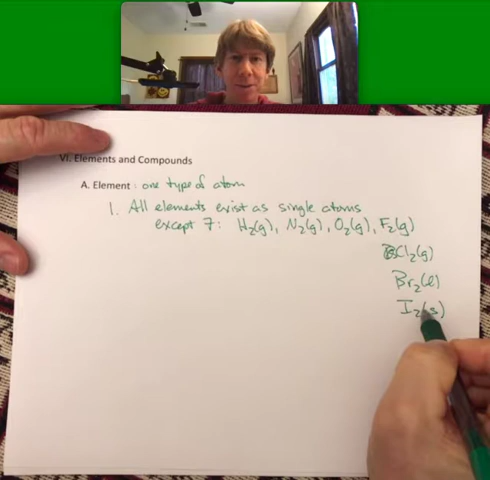 VI. Elements and Compounds
A. Element : one type of atom
1. All elements exist as single atoms
except 7: H₂(g), N₂(g), O₂(g), F₂(g)
Cl₂(g)
Br₂(l)
I₂(s)